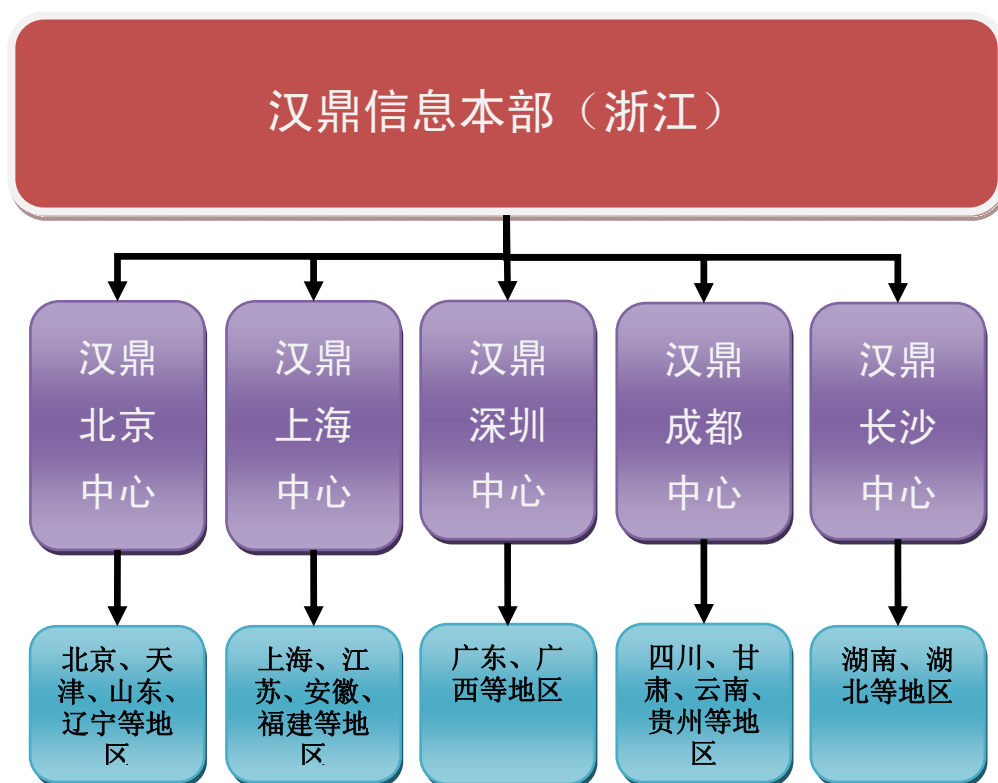 汉鼎信息本部（浙江）
汉鼎
北京
中心
汉鼎
上海
中心
汉鼎
深圳
中心
汉鼎
成都
中心
汉鼎
长沙
中心
北京、天
津、山东、
辽宁等地
区
上海、江
苏、安徽、
福建等地
区
广东、广
西等地区
四川、甘
肃、云南、
贵州等地
区
湖南、湖
北等地区